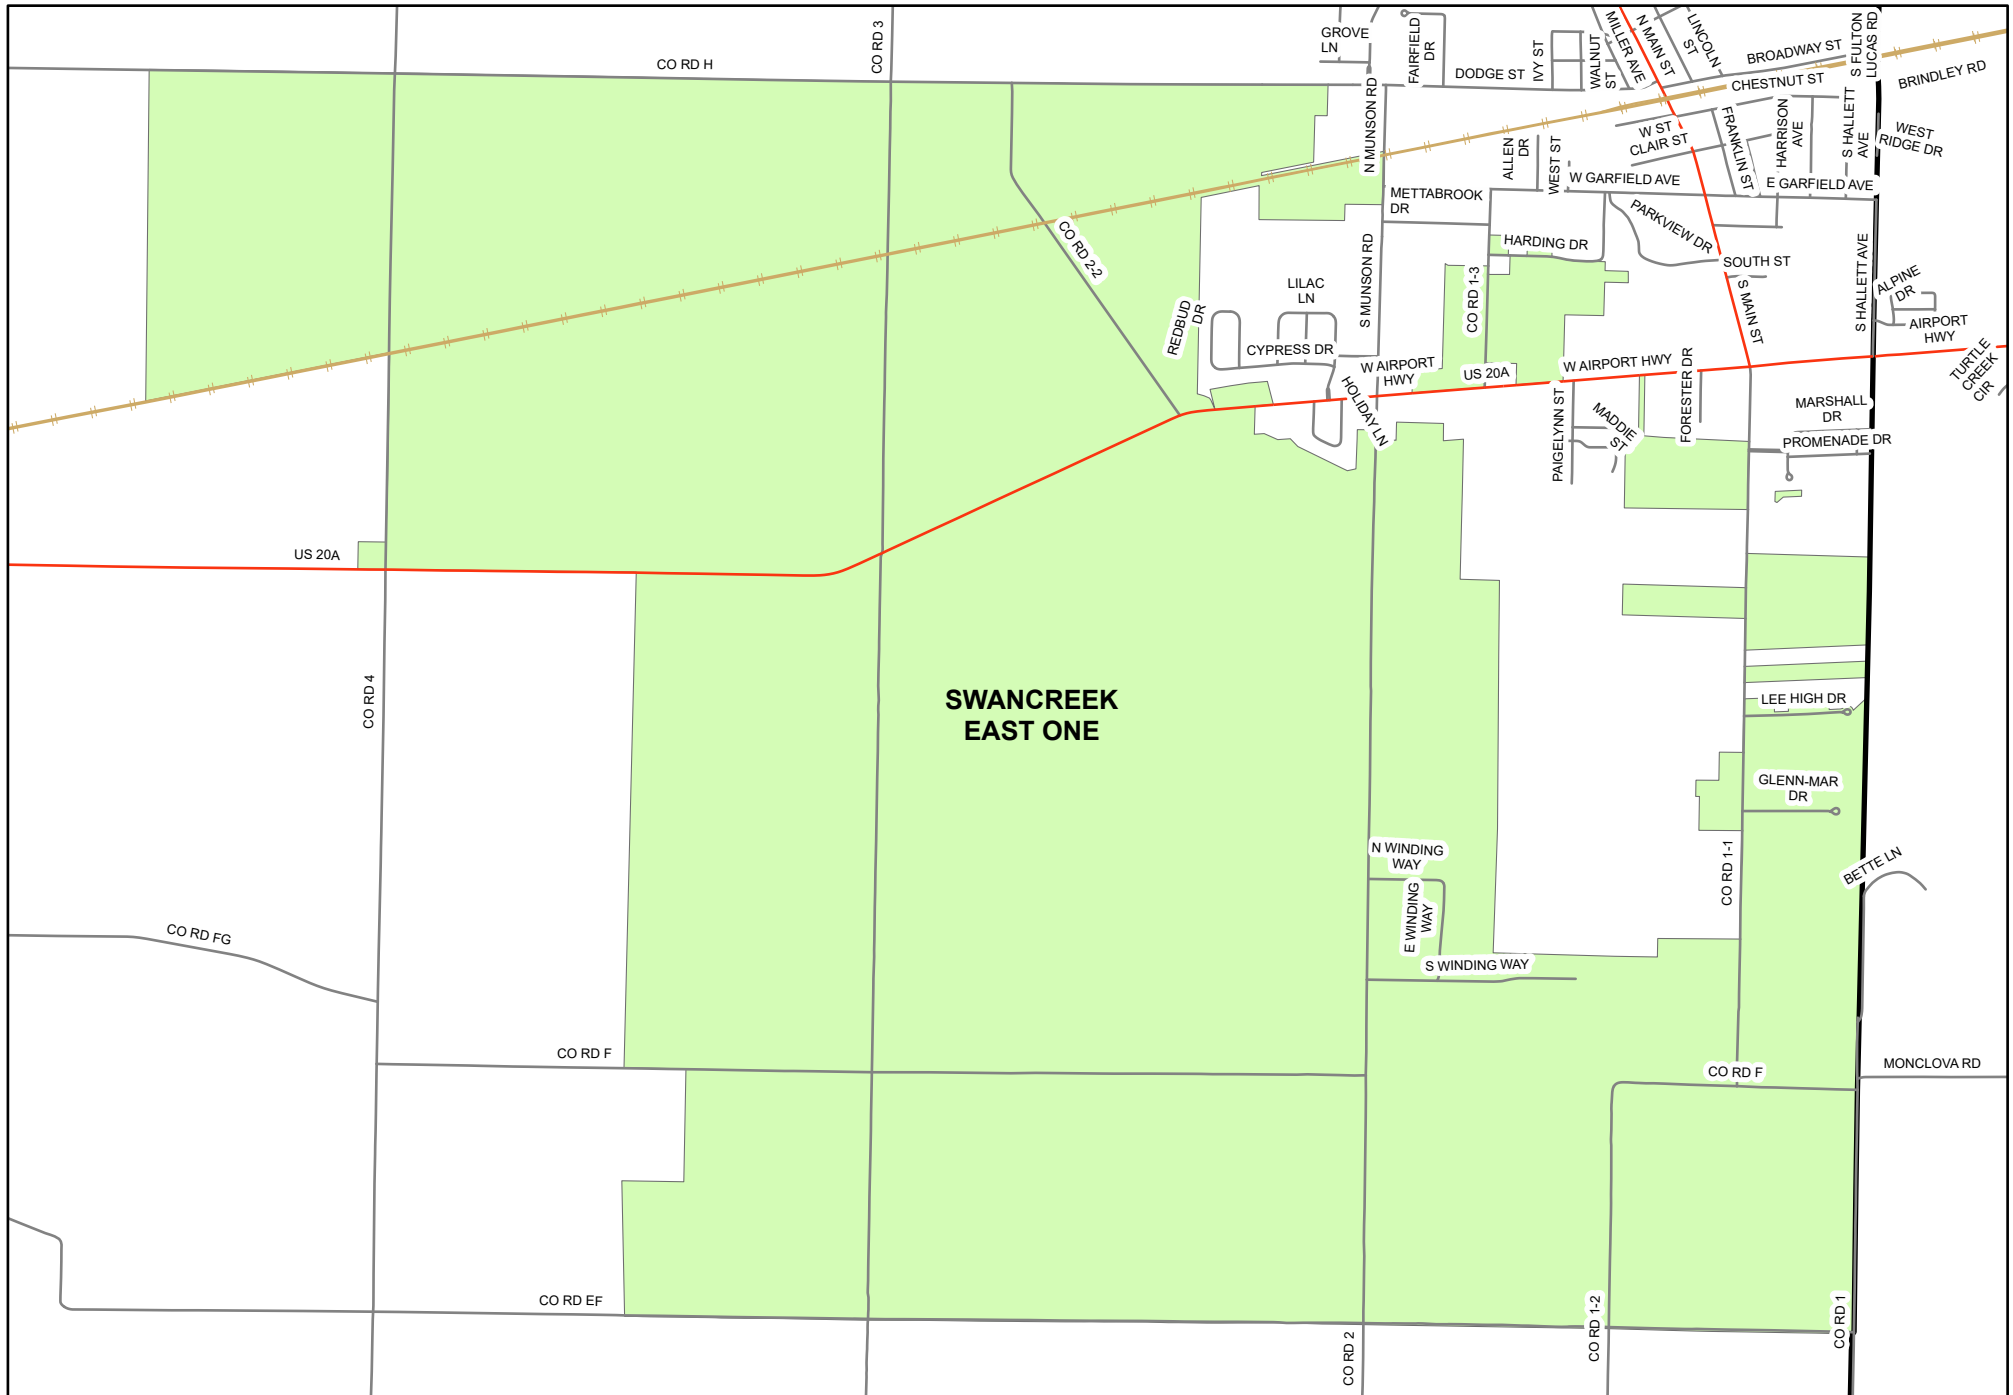 CO RD H
CO RD 3
GROVE
LN
FAIRFIELD
DR
DODGE ST
IVY ST
WALNUT
ST
MILLER AVE
N MAIN ST
LINCOLN
ST
BROADWAY ST
S FULTON
LUCAS RD
BRINDLEY RD
CHESTNUT ST
N MUNSON RD
W ST
CLAIR ST
FRANKLIN ST
HARRISON
AVE
S HALLETT
AVE
WEST
RIDGE DR
ALLEN
DR
WEST ST
W GARFIELD AVE
E GARFIELD AVE
METTABROOK
DR
PARKVIEW DR
HARDING DR
SOUTH ST
CO RD 2-2
S MUNSON RD
CO RD 1-3
S MAIN ST
S HALLETT AVE
ALPINE
DR
AIRPORT
HWY
LILAC
LN
REDBUD
DR
CYPRESS DR
W AIRPORT
HWY
US 20A
W AIRPORT HWY
TURTLE
CREEK
CIR
HOLIDAY LN
PAIGELYNN ST
MADDIE
ST
FORESTER DR
MARSHALL
DR
PROMENADE DR
US 20A
CO RD 4
SWANCREEK
EAST ONE
LEE HIGH DR
GLENN-MAR
DR
N WINDING
WAY
E WINDING
WAY
CO RD 1-1
BETTE LN
CO RD FG
S WINDING WAY
CO RD F
CO RD F
MONCLOVA RD
CO RD EF
CO RD 2
CO RD 1-2
CO RD 1